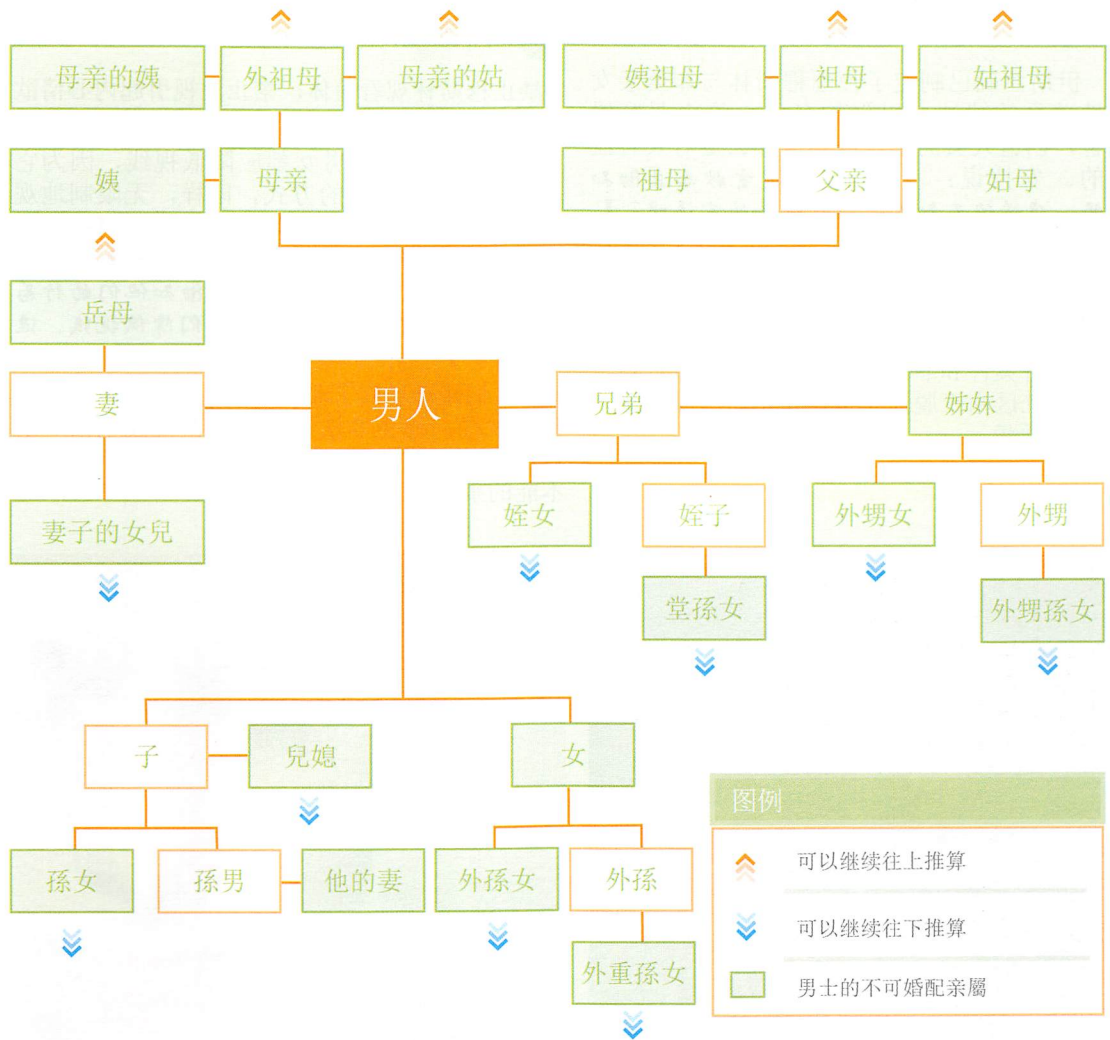 母亲的姨 外祖母 母亲的姑 姨祖母 祖母 姑祖母
姨 母亲 祖母 父亲 姑母
岳母
妻 男人 兄弟 姊妹
妻子的女兒 姪女 姪子 外甥女 外甥
堂孫女 外甥孫女
子 兒媳 女
孫女 孫男 他的妻 外孫女 外孫
外重孫女
图例
可以继续往上推算
可以继续往下推算
男士的不可婚配亲屬